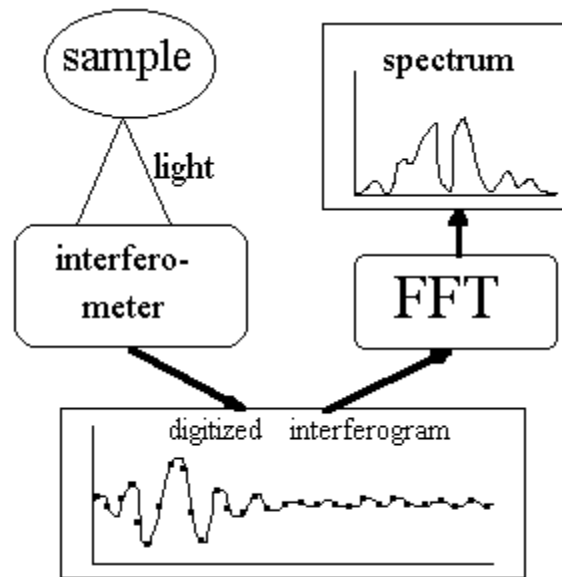 sample
light
interfero-
meter
digitized interferogram
FFT
spectrum